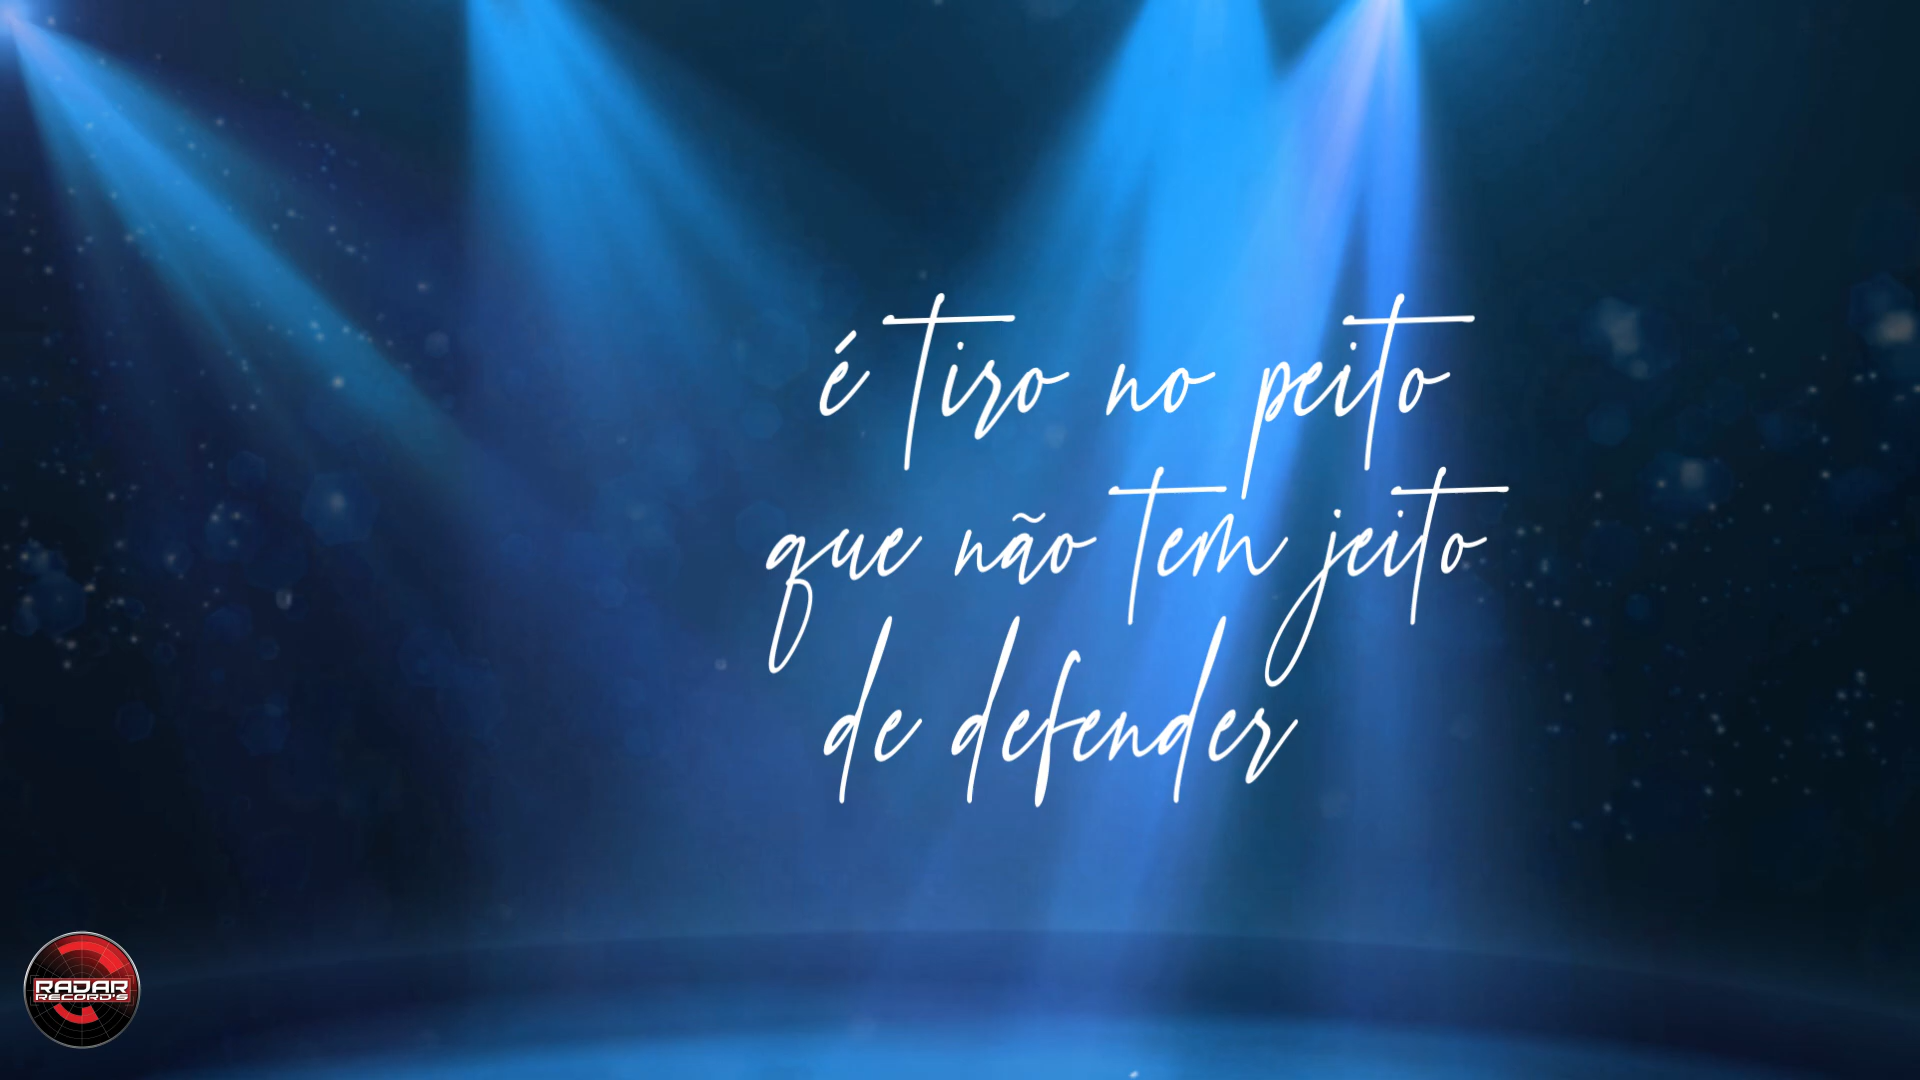 é tiro no peito
que não tem jeito
de defender
RADAR
RECORD'S